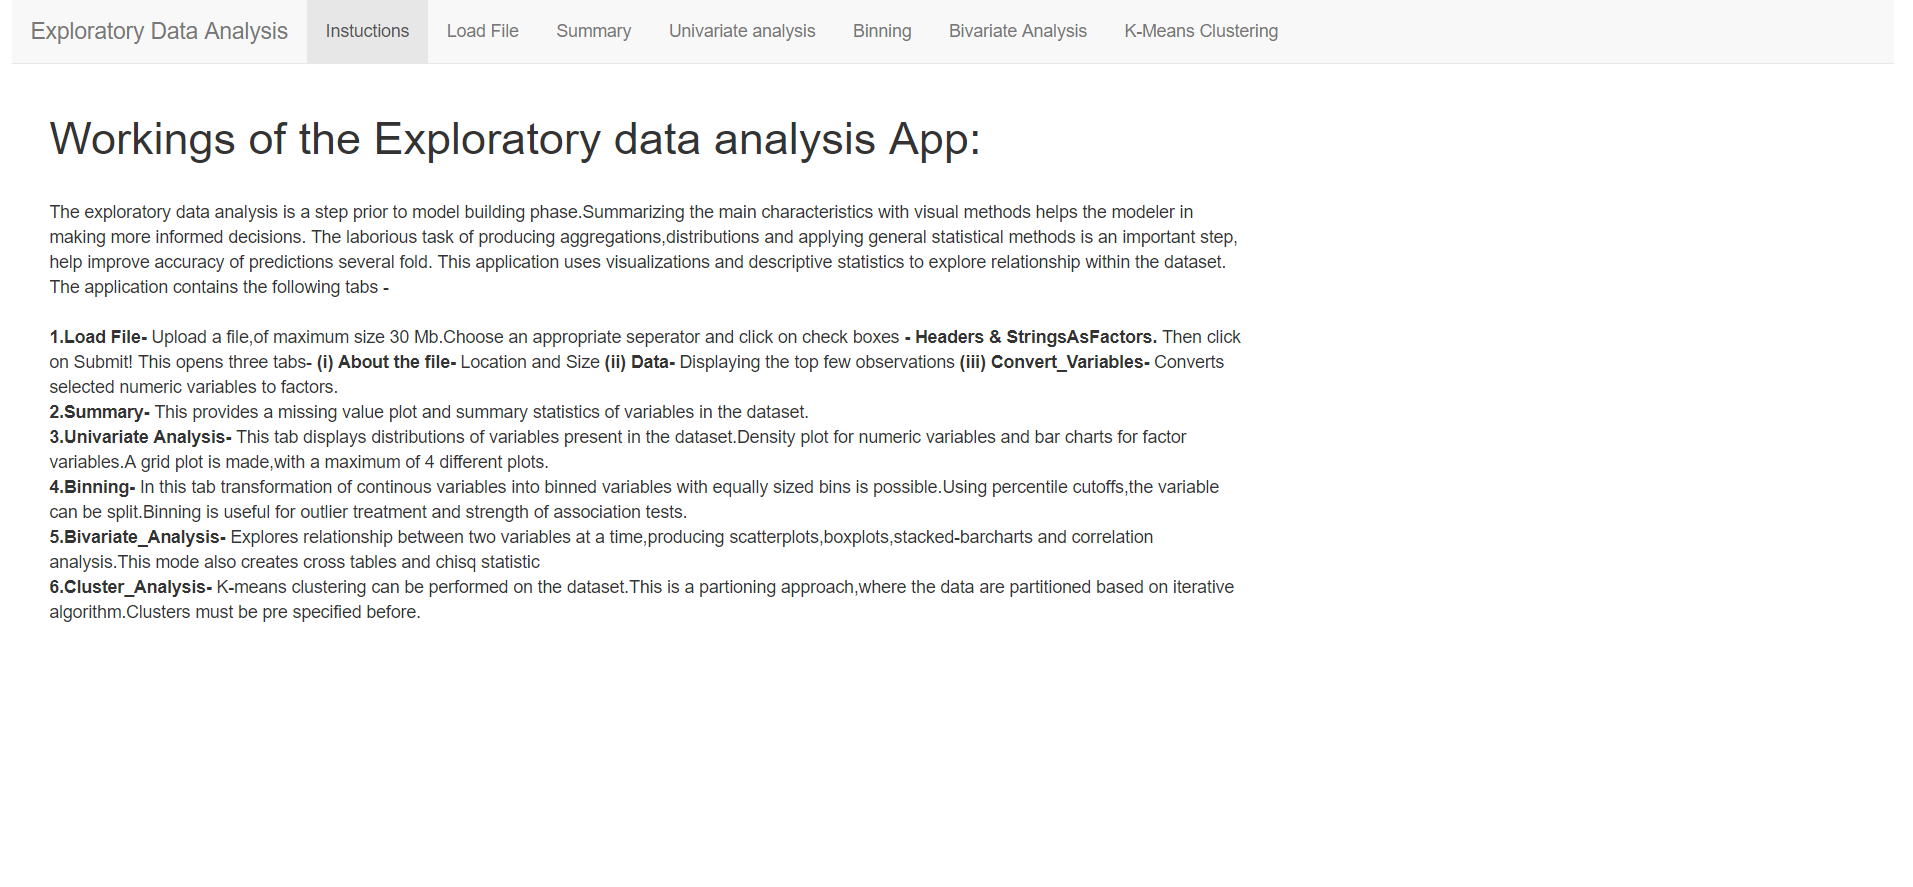 Exploratory Data Analysis Instuctions Load File Summary Univariate analysis Binning Bivariate Analysis K-Means Clustering
Workings of the Exploratory data analysis App:
The exploratory data analysis is a step prior to model building phase.Summarizing the main characteristics with visual methods helps the modeler in
making more informed decisions. The laborious task of producing aggregations,distributions and applying general statistical methods is an important step,
help improve accuracy of predictions several fold. This application uses visualizations and descriptive statistics to explore relationship within the dataset.
The application contains the following tabs -
1.Load File- Upload a file,of maximum size 30 Mb.Choose an appropriate seperator and click on check boxes - Headers & StringsAsFactors. Then click
on Submit! This opens three tabs- (i) About the file- Location and Size (ii) Data- Displaying the top few observations (iii) Convert_Variables- Converts
selected numeric variables to factors.
2.Summary- This provides a missing value plot and summary statistics of variables in the dataset.
3.Univariate Analysis- This tab displays distributions of variables present in the dataset.Density plot for numeric variables and bar charts for factor
variables.A grid plot is made,with a maximum of 4 different plots.
4.Binning- In this tab transformation of continous variables into binned variables with equally sized bins is possible.Using percentile cutoffs,the variable
can be split.Binning is useful for outlier treatment and strength of association tests.
5.Bivariate_Analysis- Explores relationship between two variables at a time,producing scatterplots,boxplots,stacked-barcharts and correlation
analysis.This mode also creates cross tables and chisq statistic
6.Cluster_Analysis- K-means clustering can be performed on the dataset.This is a partioning approach,where the data are partitioned based on iterative
algorithm.Clusters must be pre specified before.